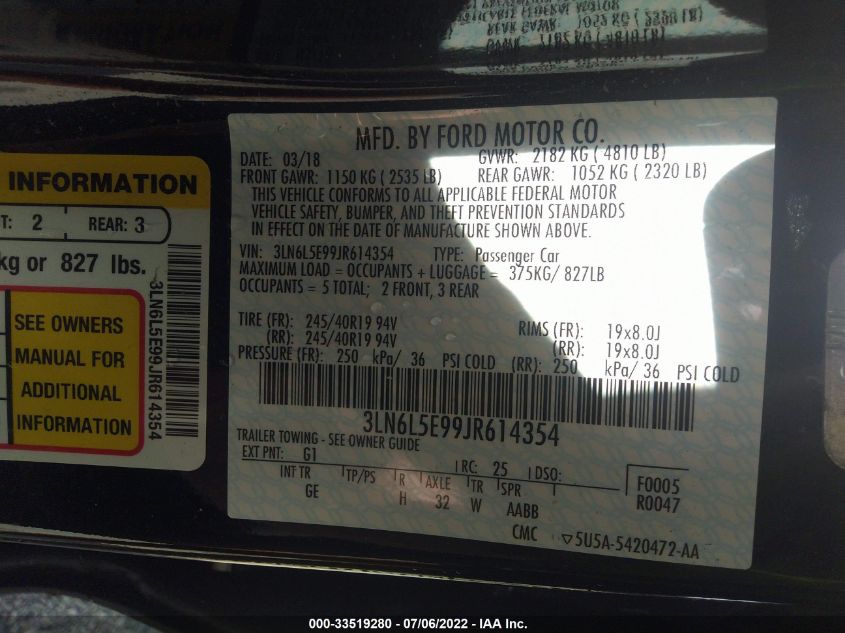 MFD. BY FORD MOTOR CO.
DATE: 03/18 GVWR: 2182 KG ( 4810 LB)
FRONT GAWR: 1150 KG ( 2535 LB) REAR GAWR: 1052 KG ( 2320 LB)
THIS VEHICLE CONFORMS TO ALL APPLICABLE FEDERAL MOTOR
VEHICLE SAFETY, BUMPER, AND THEFT PREVENTION STANDARDS
IN EFFECT ON THE DATE OF MANUFACTURE SHOWN ABOVE.
VIN: 3LN6L5E99JR614354 TYPE: Passenger Car
MAXIMUM LOAD = OCCUPANTS + LUGGAGE = 375KG/ 827LB
OCCUPANTS = 5 TOTAL; 2 FRONT, 3 REAR
TIRE (FR): 245/40R19 94V RIMS (FR): 19x8.0J
(RR): 245/40R19 94V (RR): 19x8.0J
PRESSURE (FR): 250 kPa/ 36 PSI COLD (RR): 250 kPa/ 36 PSI COLD
3LN6L5E99JR614354
TRAILER TOWING - SEE OWNER GUIDE
EXT PNT: G1 RC: 25 DSO: F0005
INT TR TP/PS R AXLE TR SPR R0047
GE H 32 W AABB
CMC 5U5A-5420472-AA
INFORMATION
T: 2 REAR: 3
kg or 827 lbs.
SEE OWNERS
MANUAL FOR
ADDITIONAL
INFORMATION
3LN6L5E99JR614354
000-33519280 - 07/06/2022 - IAA Inc.